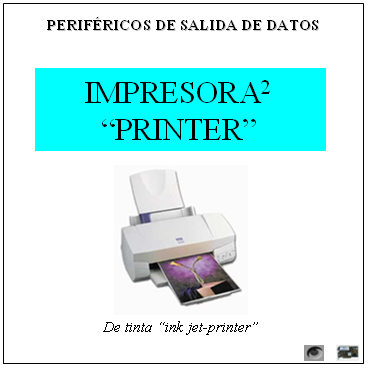 PERIFÉRICOS DE SALIDA DE DATOS
IMPRESORA²
“PRINTER”
De tinta “ink jet-printer”